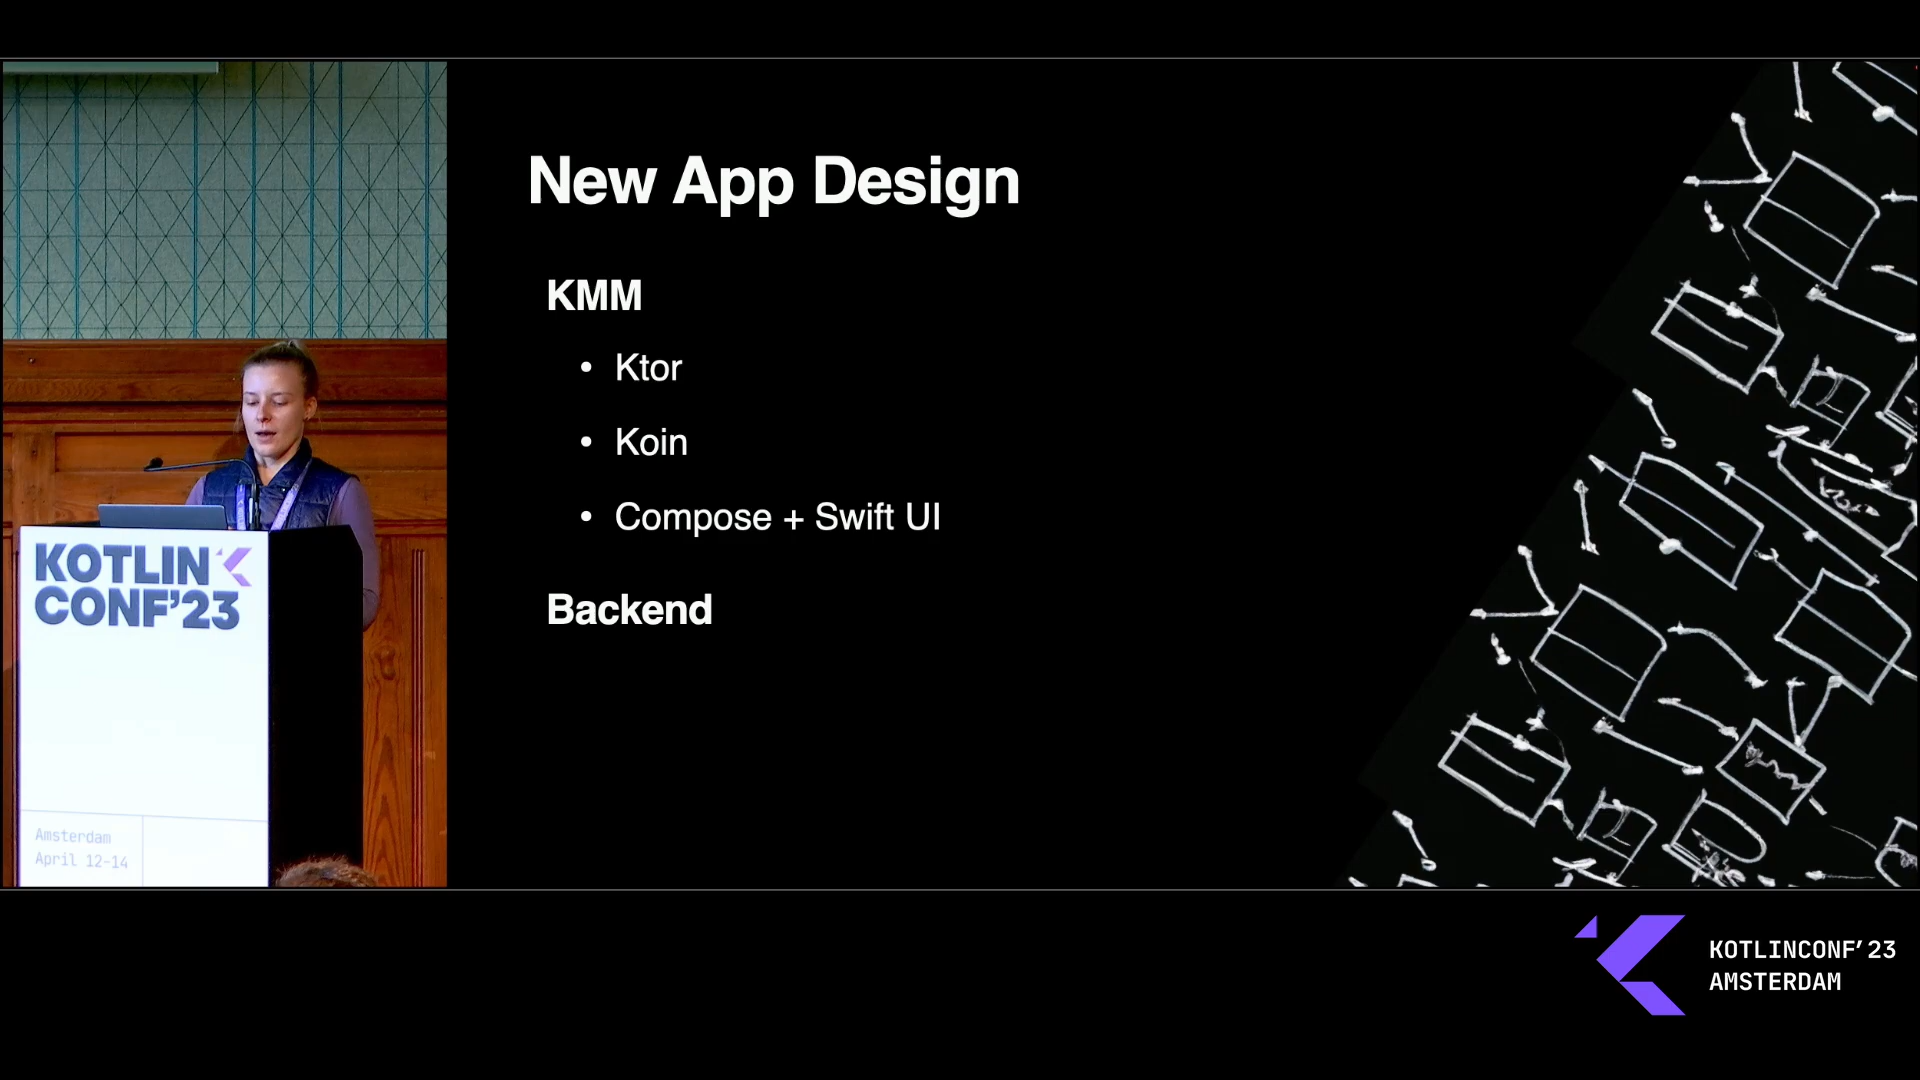 New App Design
KMM
• Ktor
• Koin
• Compose + Swift UI
Backend
KOTLIN
CONF’23
Amsterdam
April 12-14
KOTLINCONF’23
AMSTERDAM